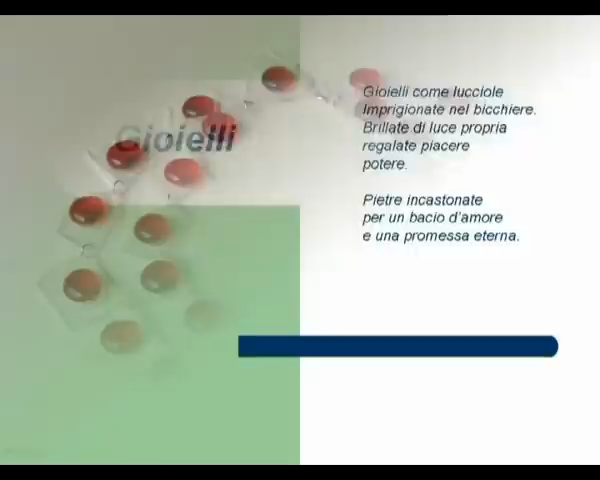 Gioielli
Gioielli come lucciole
Imprigionate nel bicchiere.
Brillate di luce propria
regalate piacere
potere.
Pietre incastonate
per un bacio d'amore
e una promessa eterna.